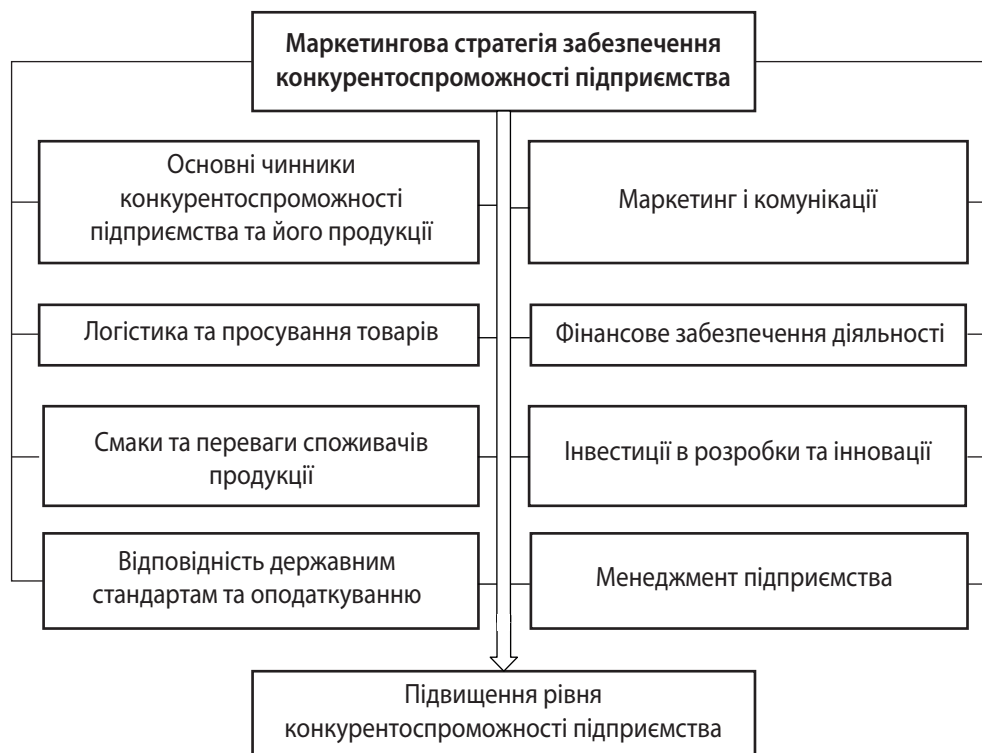 Маркетингова стратегія забезпечення
конкурентоспроможності підприємства
Основні чинники
конкурентоспроможності
підприємства та його продукції
Маркетинг і комунікації
Логістика та просування товарів
Фінансове забезпечення діяльності
Смаки та переваги споживачів
продукції
Інвестиції в розробки та інновації
Відповідність державним
стандартам та оподаткуванню
Менеджмент підприємства
Підвищення рівня
конкурентоспроможності підприємства